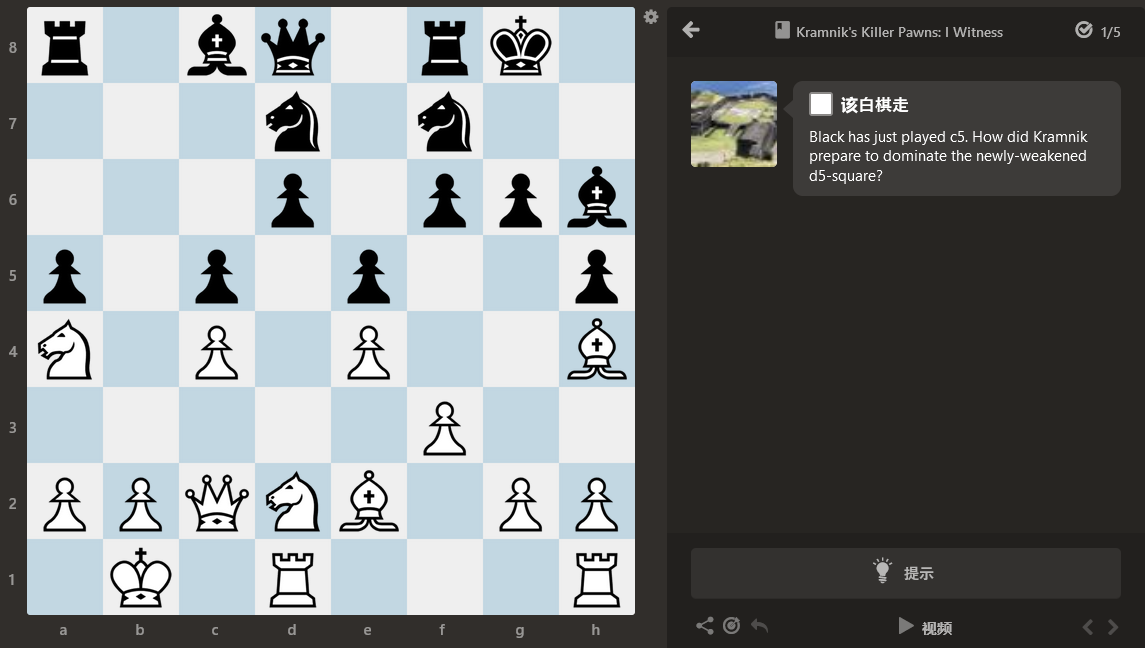 Kramnik's Killer Pawns: I Witness
1/5
该白棋走
Black has just played c5. How did Kramnik
prepare to dominate the newly-weakened
d5-square?
8
7
6
5
4
3
2
1
a b c d e f g h
提示
视频